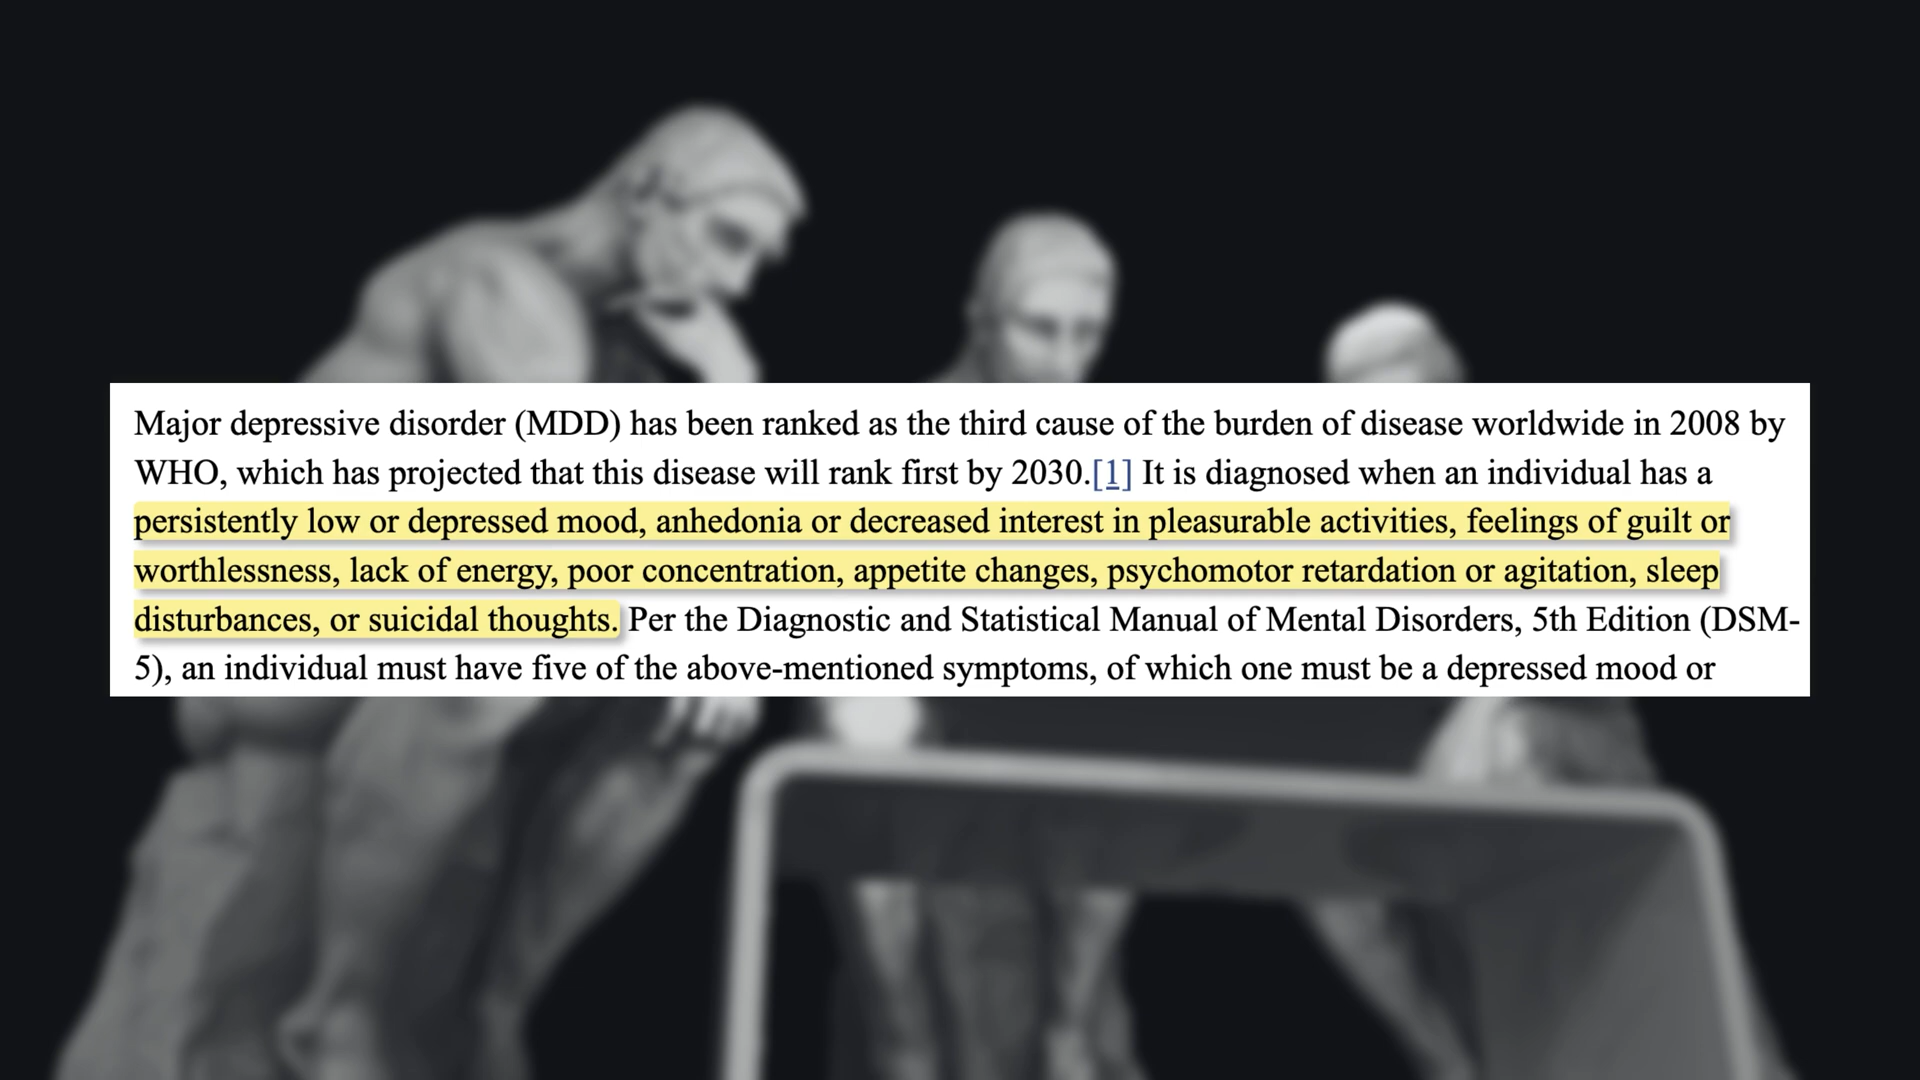 Major depressive disorder (MDD) has been ranked as the third cause of the burden of disease worldwide in 2008 by
WHO, which has projected that this disease will rank first by 2030.[1] It is diagnosed when an individual has a
persistently low or depressed mood, anhedonia or decreased interest in pleasurable activities, feelings of guilt or
worthlessness, lack of energy, poor concentration, appetite changes, psychomotor retardation or agitation, sleep
disturbances, or suicidal thoughts. Per the Diagnostic and Statistical Manual of Mental Disorders, 5th Edition (DSM-
5), an individual must have five of the above-mentioned symptoms, of which one must be a depressed mood or